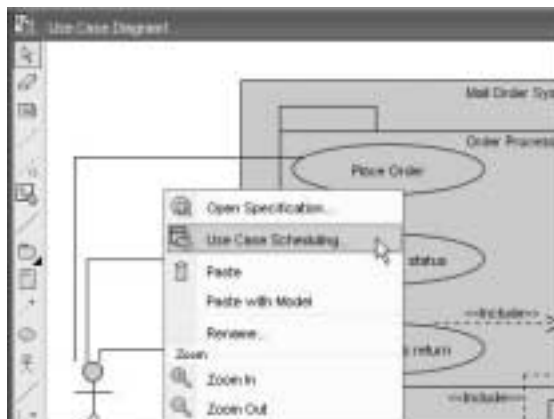 Use Case Diagram
Mail Order Sys
Order Process
Place Order
Open Specification...
Use Case Scheduling...
status
Paste
Paste with Model
<<Include>>
Rename...
return
Zoom
Zoom In
<<Include>>
Zoom Out